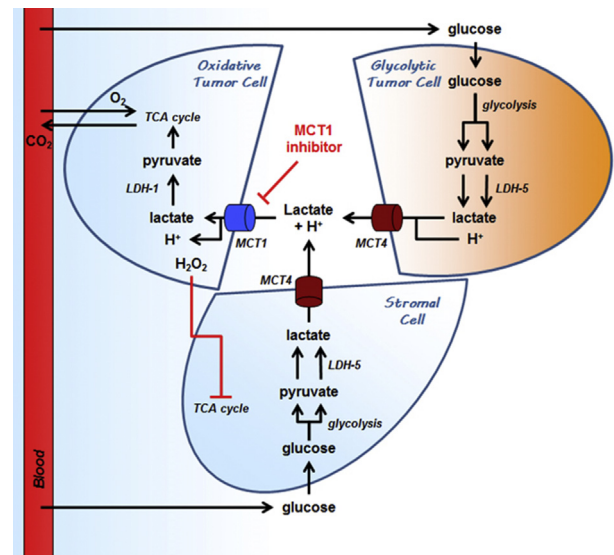 glucose
Oxidative
Tumor Cell
Glycolytic
Tumor Cell
glucose
glycolysis
O₂
CO₂
TCA cycle
MCT1
inhibitor
pyruvate
pyruvate
LDH-1
LDH-5
lactate
H⁺
MCT1
Lactate
+ H⁺
MCT4
lactate
H⁺
H₂O₂
MCT4
Stromal
Cell
lactate
LDH-5
pyruvate
TCA cycle
glycolysis
glucose
Blood
glucose